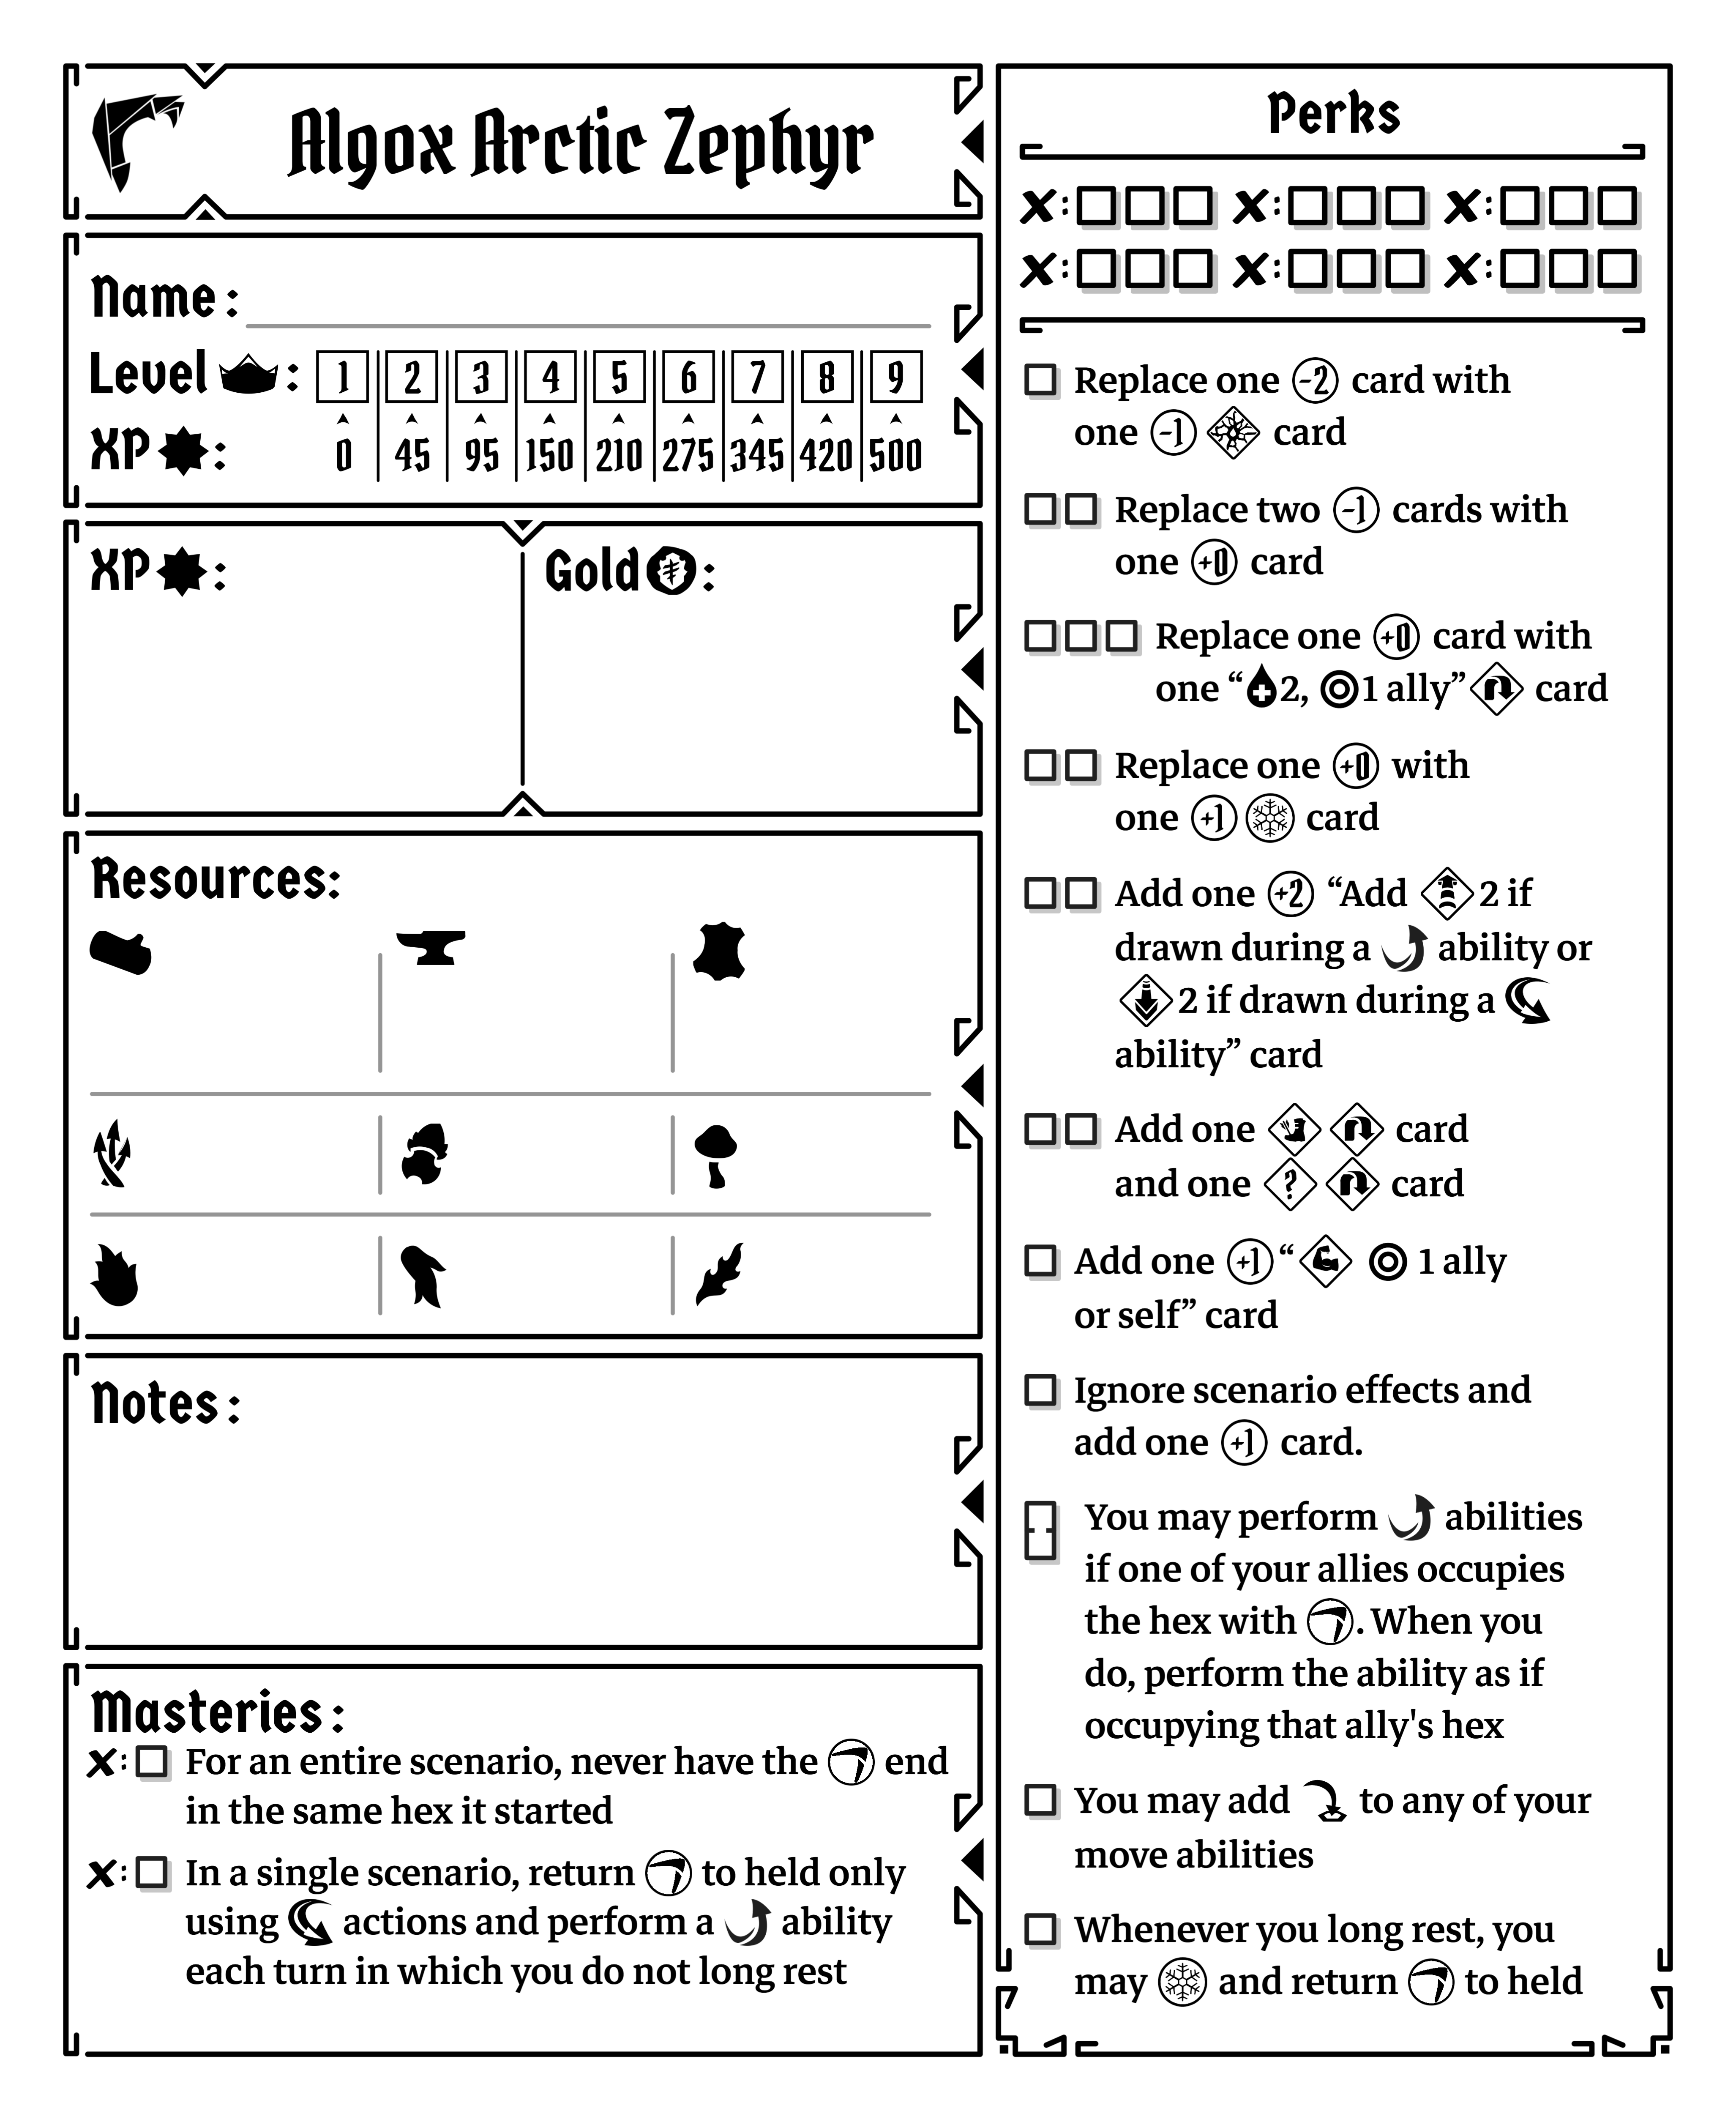 Algox Arctic Zephyr
Name:
Level : 1 2 3 4 5 6 7 8 9
XP : 0 45 95 150 210 275 345 420 500
XP :
Gold :
Resources:
Notes:
Masteries:
x: For an entire scenario, never have the end
in the same hex it started
x: In a single scenario, return to held only
using actions and perform a ability
each turn in which you do not long rest
Perks
x: x: x:
x: x: x:
Replace one -2 card with
one -1 card
Replace two -1 cards with
one +0 card
Replace one +0 card with
one “2, 1 ally” card
Replace one +0 with
one +1 card
Add one +2 “Add 2 if
drawn during a ability or
2 if drawn during a
ability” card
Add one card
and one ? card
Add one +1 “ 1 ally
or self” card
Ignore scenario effects and
add one +1 card.
You may perform abilities
if one of your allies occupies
the hex with . When you
do, perform the ability as if
occupying that ally's hex
You may add to any of your
move abilities
Whenever you long rest, you
may and return to held